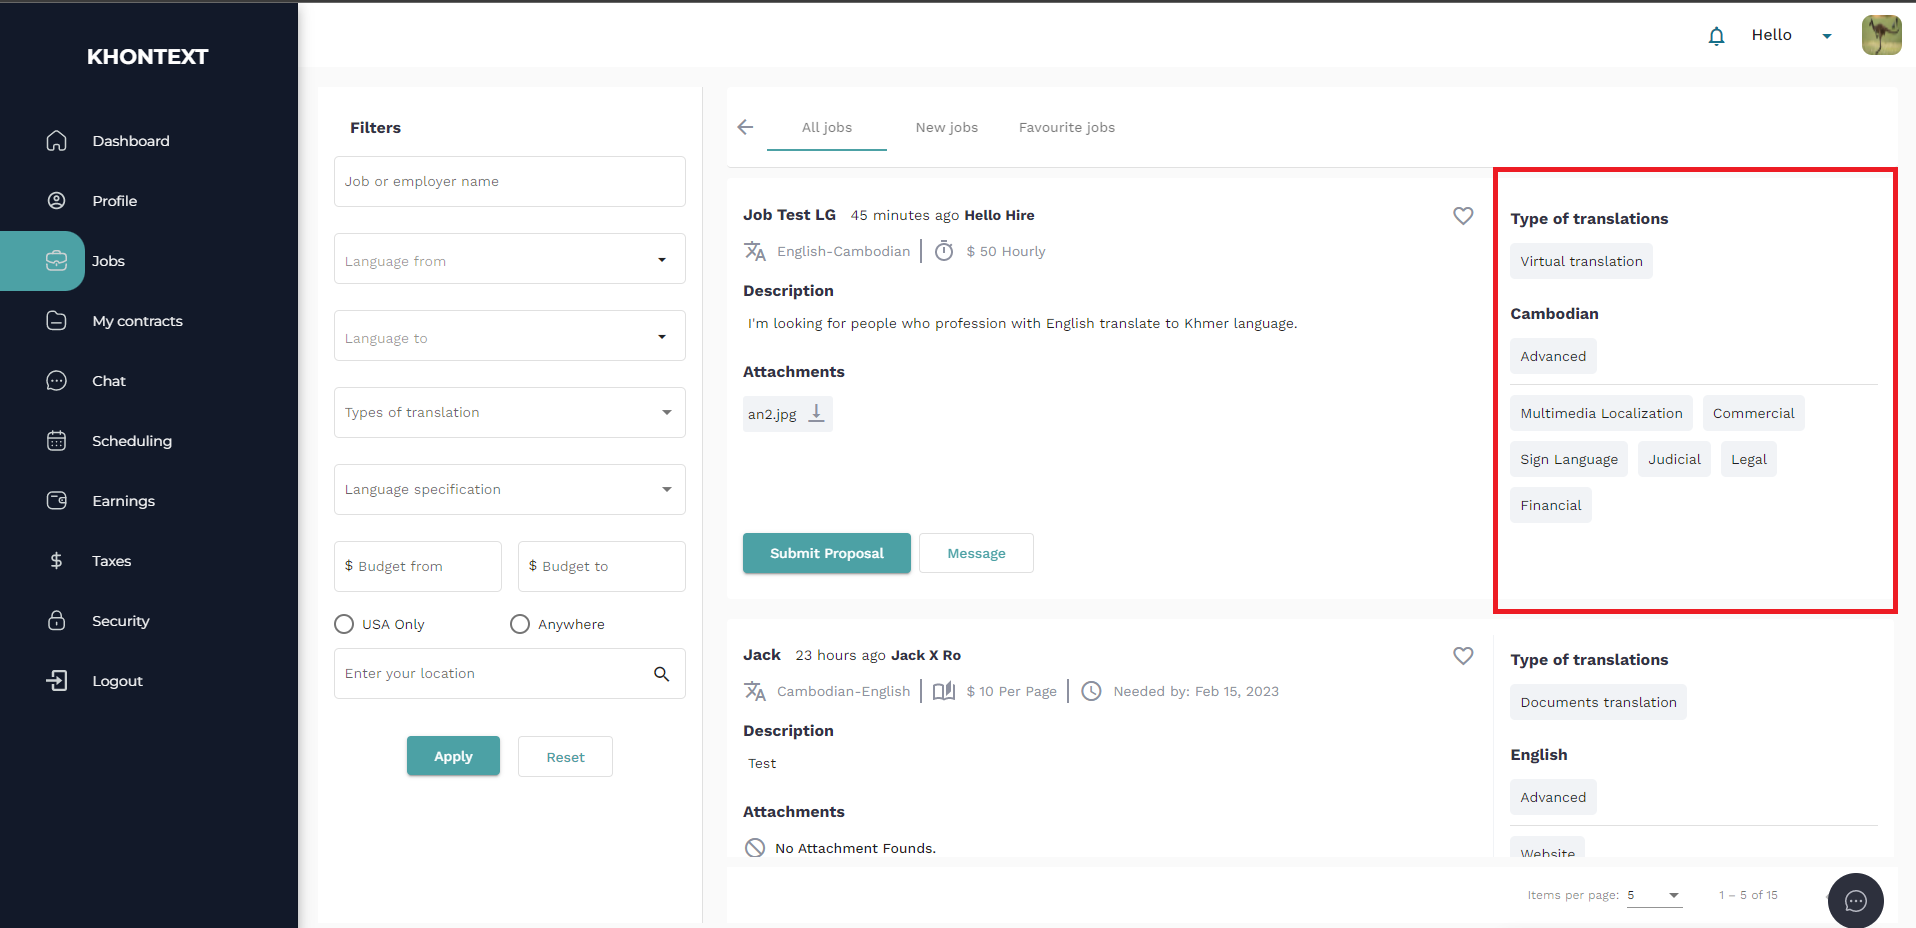 KHONTEXT
Hello
Dashboard
Profile
Jobs
My contracts
Chat
Scheduling
Earnings
Taxes
Security
Logout
Filters
Job or employer name
Language from
Language to
Types of translation
Language specification
$ Budget from
$ Budget to
USA Only
Anywhere
Enter your location
Apply
Reset
All jobs
New jobs
Favourite jobs
Job Test LG 45 minutes ago Hello Hire
English-Cambodian $ 50 Hourly
Description
I'm looking for people who profession with English translate to Khmer language.
Attachments
an2.jpg
Submit Proposal
Message
Type of translations
Virtual translation
Cambodian
Advanced
Multimedia Localization Commercial
Sign Language Judicial Legal
Financial
Jack 23 hours ago Jack X Ro
Cambodian-English $ 10 Per Page Needed by: Feb 15, 2023
Description
Test
Attachments
No Attachment Founds.
Type of translations
Documents translation
English
Advanced
Website
Items per page: 5 1 – 5 of 15